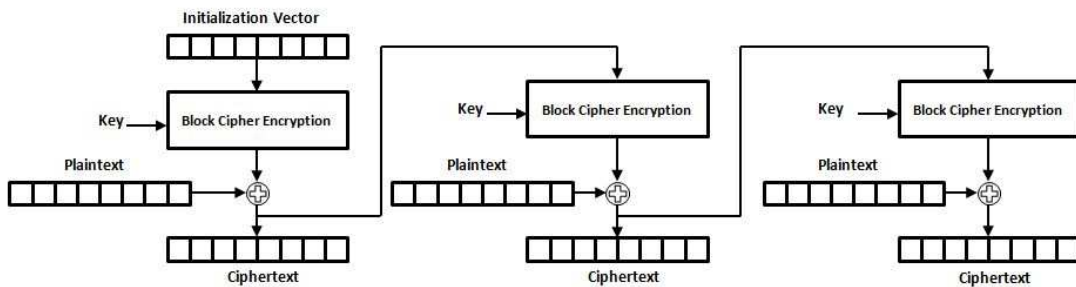 Initialization Vector
Key
Block Cipher Encryption
Plaintext
Ciphertext
Key
Block Cipher Encryption
Plaintext
Ciphertext
Key
Block Cipher Encryption
Plaintext
Ciphertext